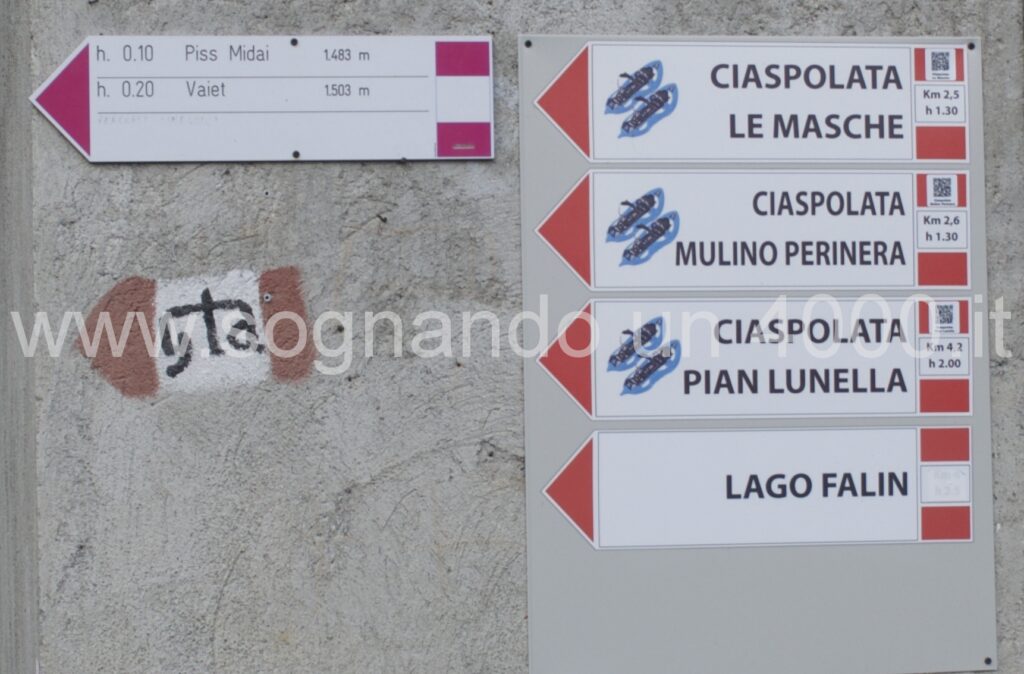 h. 0.10 Piss Midai 1.483 m
h. 0.20 Vaiet 1.503 m
gta
CIASPOLATA
LE MASCHE
Km 2,5
h 1.30
CIASPOLATA
MULINO PERINERA
Km 2,6
h 1.30
CIASPOLATA
PIAN LUNELLA
Km 4,2
h 2.00
LAGO FALIN
www.sognando un 4000.it